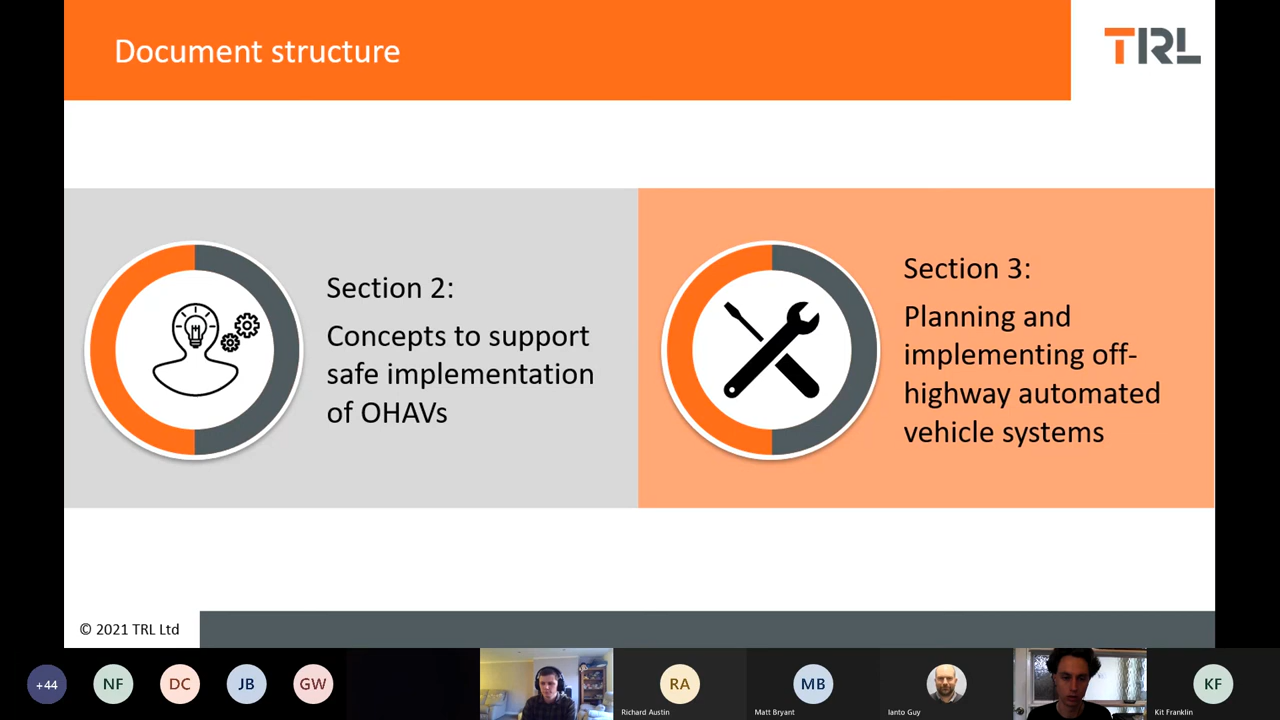 Document structure
TRL
Section 2:
Concepts to support
safe implementation
of OHAVs
Section 3:
Planning and
implementing off-
highway automated
vehicle systems
© 2021 TRL Ltd
+44
NF
DC
JB
GW
RA
Richard Austin
MB
Matt Bryant
Ianto Guy
KF
Kit Franklin